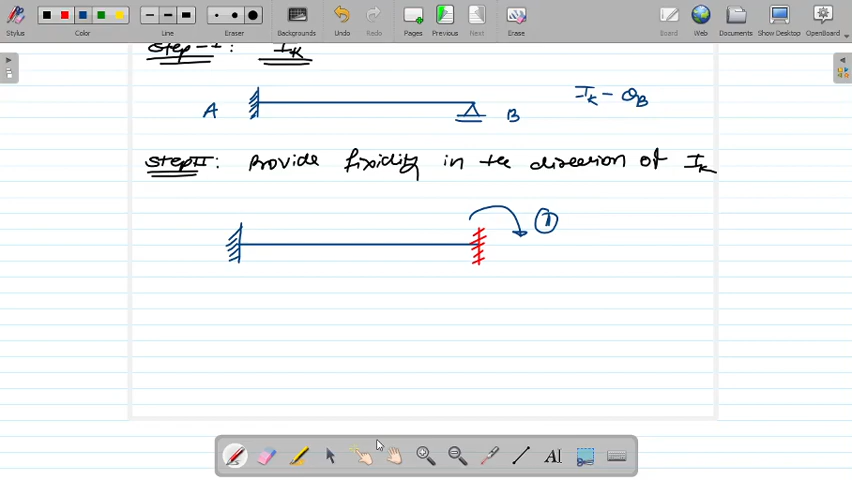 Stylus Color Line Eraser Backgrounds Undo Redo Pages Previous Next Erase Board Web Documents Show Desktop OpenBoard
Step-I : Ik
A B Ik - θB
Step II : Provide fixidity in the direction of Ik
1
AI